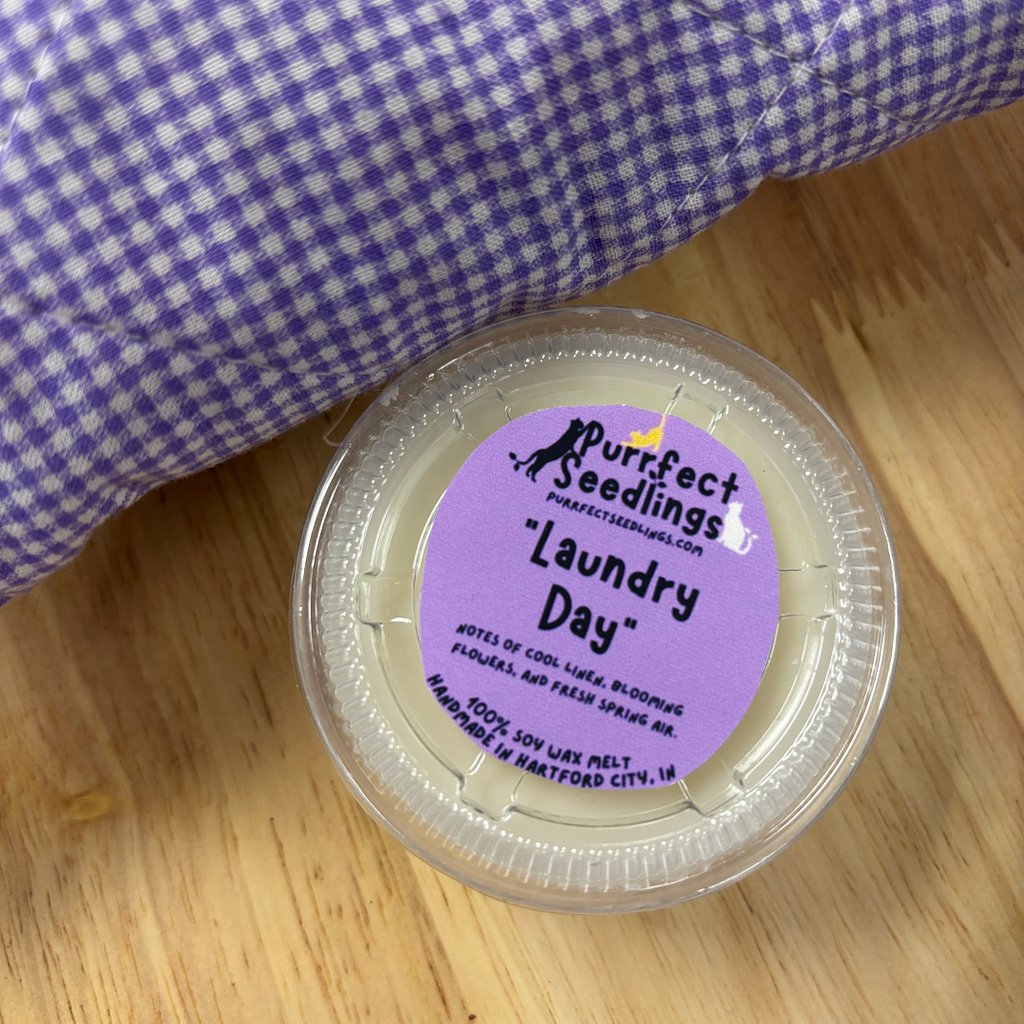 Purrfect
Seedlings
PURRFECTSEEDLINGS.COM
"Laundry
Day"
NOTES OF COOL LINEN, BLOOMING
FLOWERS, AND FRESH SPRING AIR.
100% SOY WAX MELT
HANDMADE IN HARTFORD CITY, IN